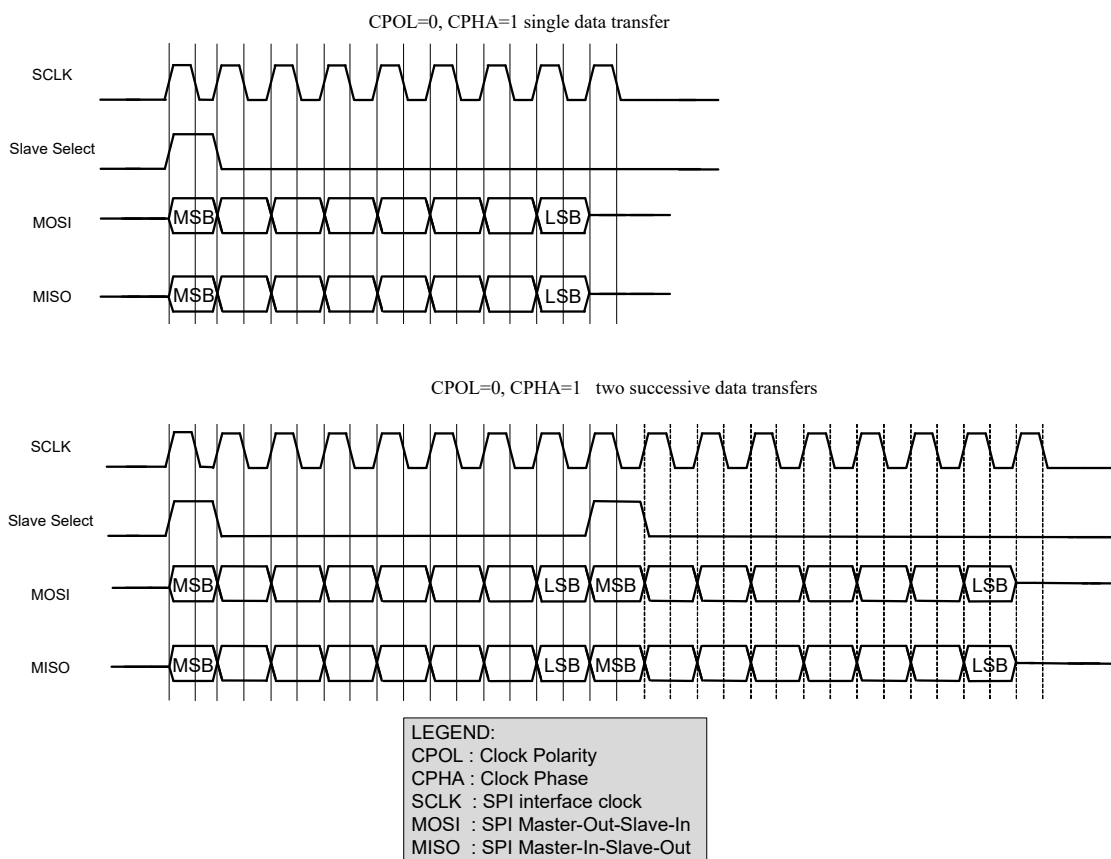 CPOL=0, CPHA=1 single data transfer
SCLK
Slave Select
MOSI
MSB
LSB
MISO
MSB
LSB
CPOL=0, CPHA=1 two successive data transfers
SCLK
Slave Select
MOSI
MSB
LSB
MSB
LSB
MISO
MSB
LSB
MSB
LSB
LEGEND:
CPOL : Clock Polarity
CPHA : Clock Phase
SCLK : SPI interface clock
MOSI : SPI Master-Out-Slave-In
MISO : SPI Master-In-Slave-Out